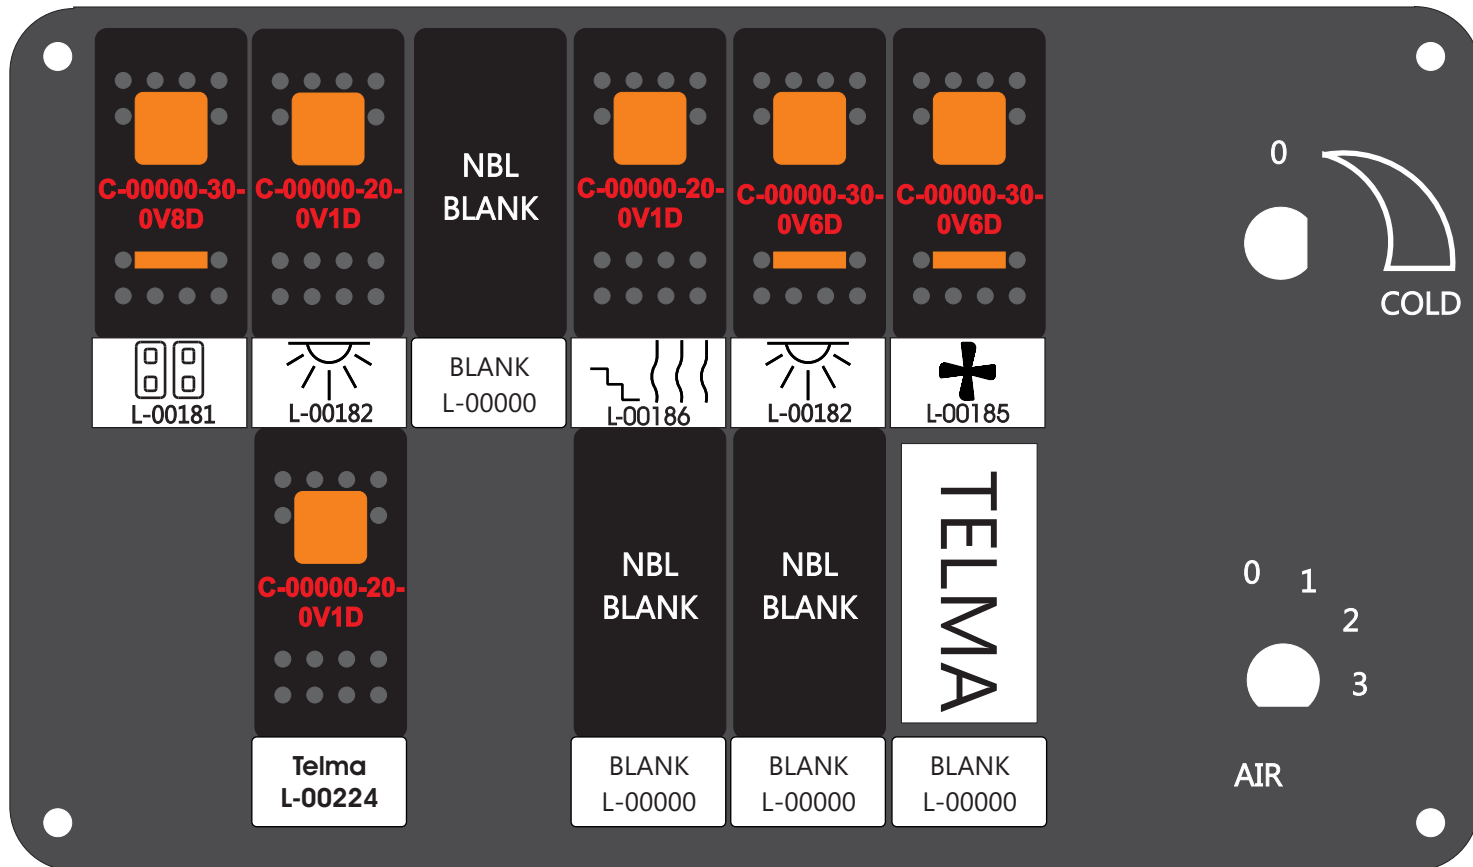 C-00000-30-
0V8D
C-00000-20-
0V1D
NBL
BLANK
C-00000-20-
0V1D
C-00000-30-
0V6D
C-00000-30-
0V6D
0
COLD
L-00181
L-00182
BLANK
L-00000
L-00186
L-00182
L-00185
C-00000-20-
0V1D
NBL
BLANK
NBL
BLANK
TELMA
0
1
2
3
AIR
Telma
L-00224
BLANK
L-00000
BLANK
L-00000
BLANK
L-00000